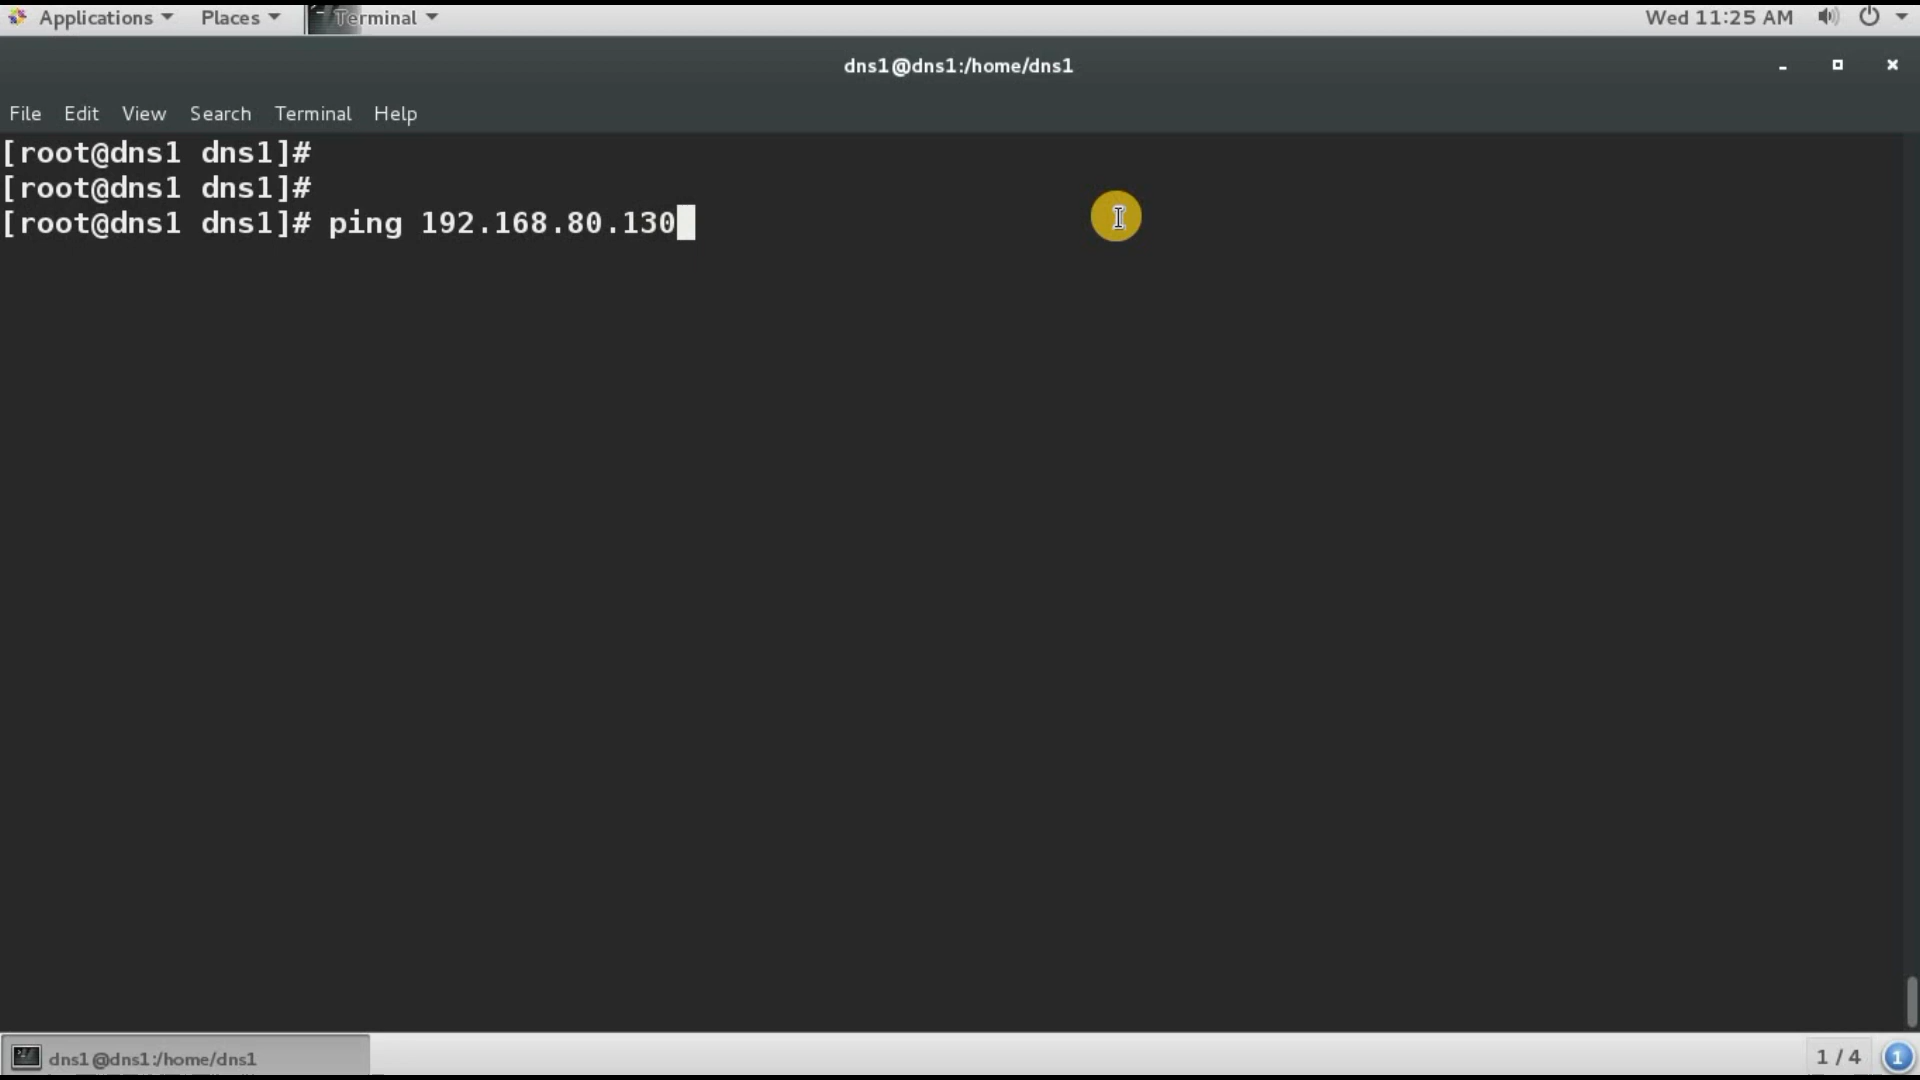 Applications Places Terminal Wed 11:25 AM
dns1@dns1:/home/dns1
File Edit View Search Terminal Help
[root@dns1 dns1]#
[root@dns1 dns1]#
[root@dns1 dns1]# ping 192.168.80.130
dns1@dns1:/home/dns1 1 / 4 1